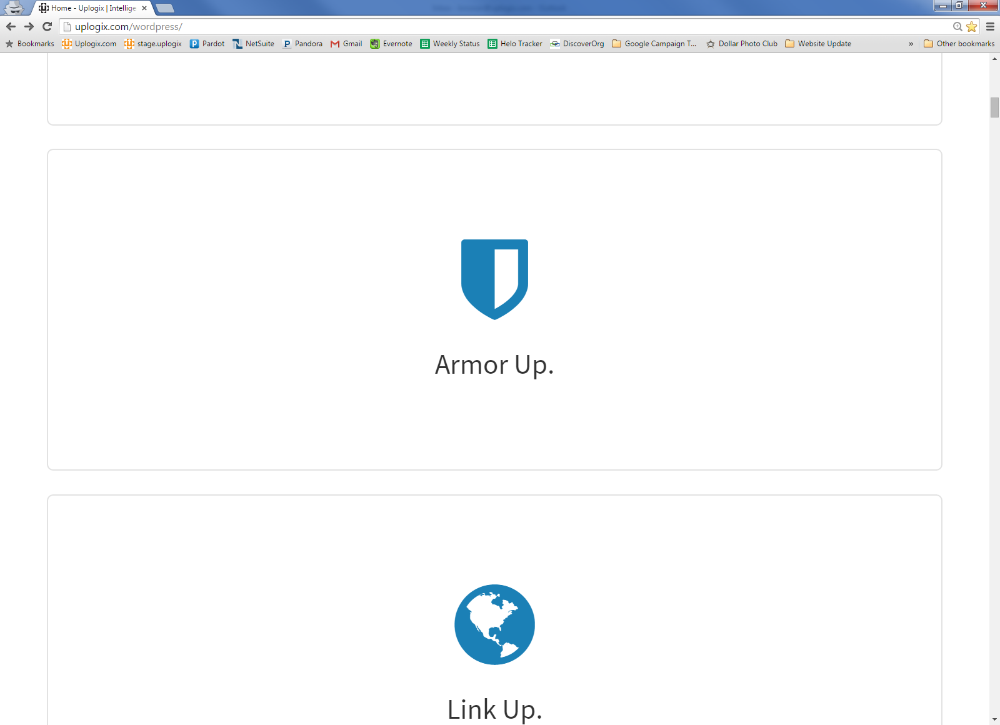 Home - Uplogix | Intellige
uplogix.com/wordpress/
Bookmarks Uplogix.com stage.uplogix Pardot NetSuite Pandora Gmail Evernote Weekly Status Helo Tracker DiscoverOrg Google Campaign T... Dollar Photo Club Website Update » Other bookmarks
Armor Up.
Link Up.